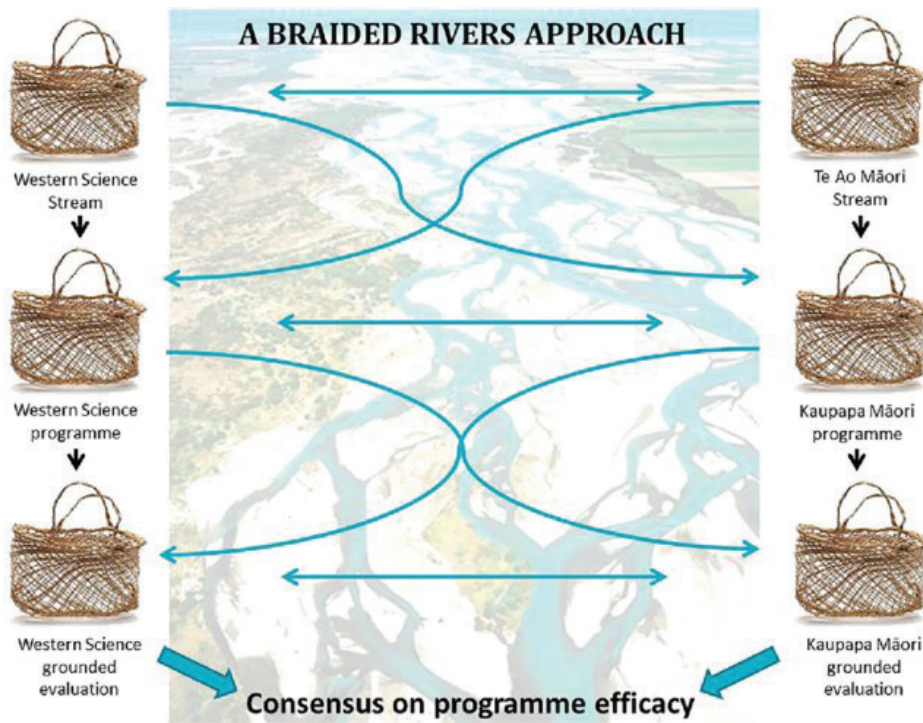 A BRAIDED RIVERS APPROACH
Western Science
Stream
Te Ao Māori
Stream
Western Science
programme
Kaupapa Māori
programme
Western Science
grounded
evaluation
Kaupapa Māori
grounded
evaluation
Consensus on programme efficacy